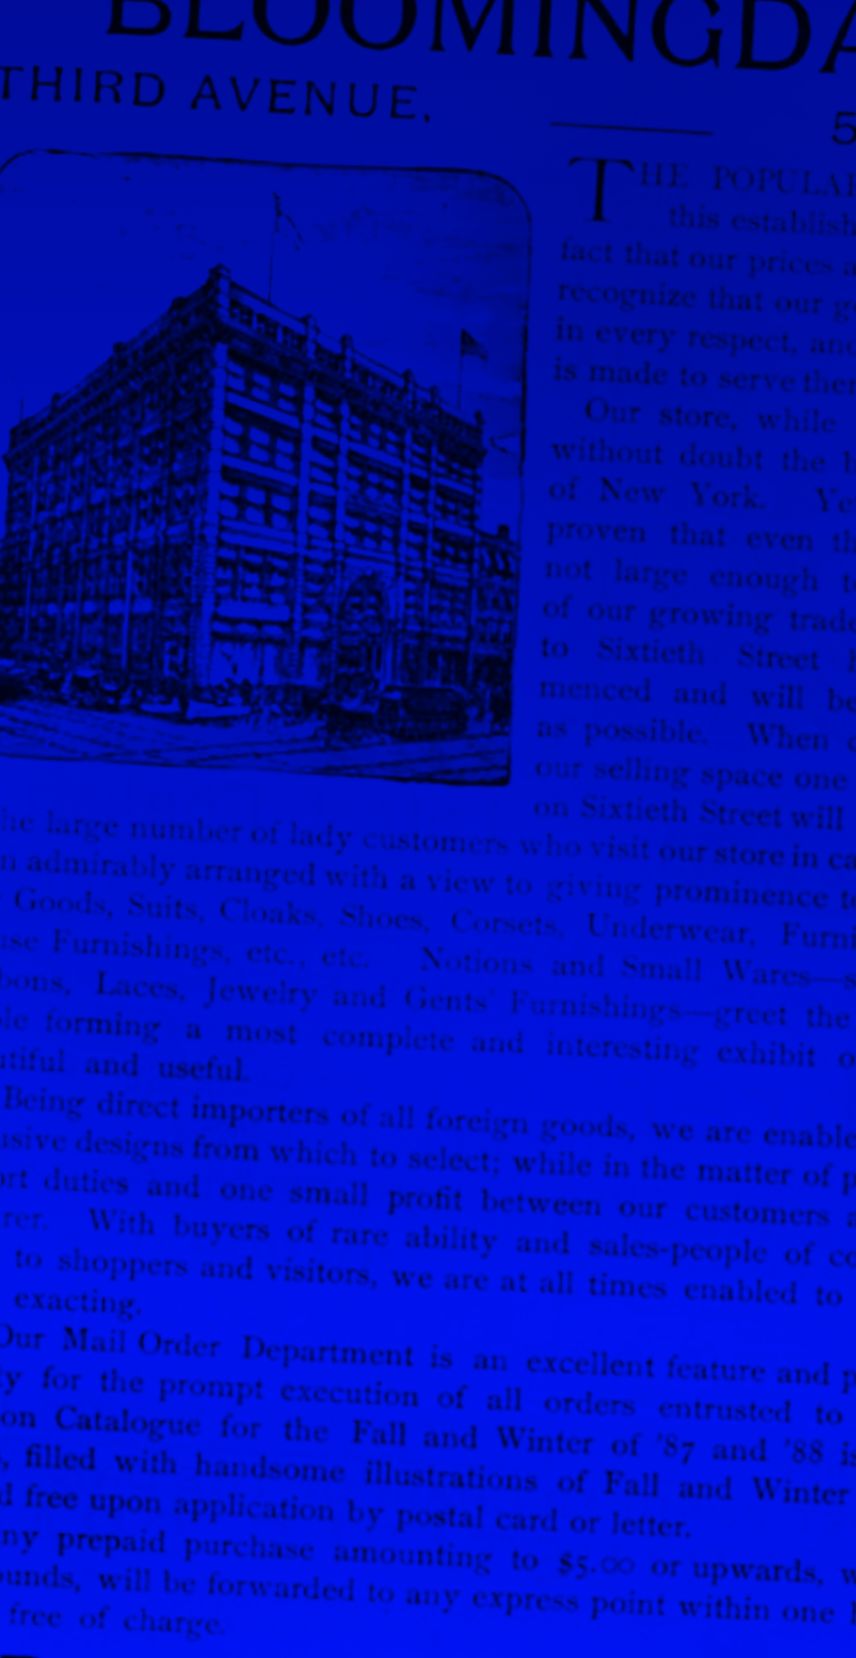 BLOOMINGDA
THIRD AVENUE. 5
THE POPULAR
this establish
fact that our prices a
recognize that our g
in every respect, and
is made to serve them
Our store, while
without doubt the l
of New York. Ye
proven that even th
not large enough to
of our growing trade
to Sixtieth Street
menced and will be
as possible. When
our selling space one
on Sixtieth Street will
he large number of lady customers who visit our store in ca
n admirably arranged with a view to giving prominence to
Goods, Suits, Cloaks, Shoes, Corsets, Underwear, Furni
use Furnishings, etc., etc. Notions and Small Wares—s
bons, Laces, Jewelry and Gents' Furnishings—greet the
le forming a most complete and interesting exhibit o
utiful and useful.
Being direct importers of all foreign goods, we are enable
usive designs from which to select; while in the matter of p
ort duties and one small profit between our customers a
rer. With buyers of rare ability and sales-people of co
to shoppers and visitors, we are at all times enabled to
exacting.
Our Mail Order Department is an excellent feature and p
ly for the prompt execution of all orders entrusted to
on Catalogue for the Fall and Winter of '87 and '88 is
, filled with handsome illustrations of Fall and Winter
d free upon application by postal card or letter.
ny prepaid purchase amounting to $5.00 or upwards, w
ounds, will be forwarded to any express point within one
free of charge.